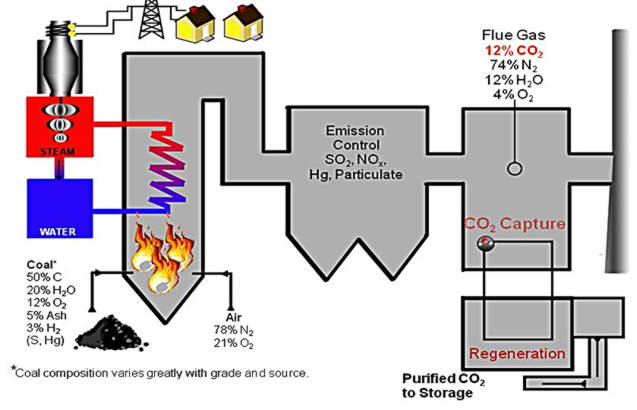 Flue Gas
12% CO₂
74% N₂
12% H₂O
4% O₂
Emission
Control
SO₂, NOₓ,
Hg, Particulate
STEAM
WATER
CO₂ Capture
Coal*
50% C
20% H₂O
12% O₂
5% Ash
3% H₂
(S, Hg)
Air
78% N₂
21% O₂
Regeneration
Purified CO₂
to Storage
*Coal composition varies greatly with grade and source.